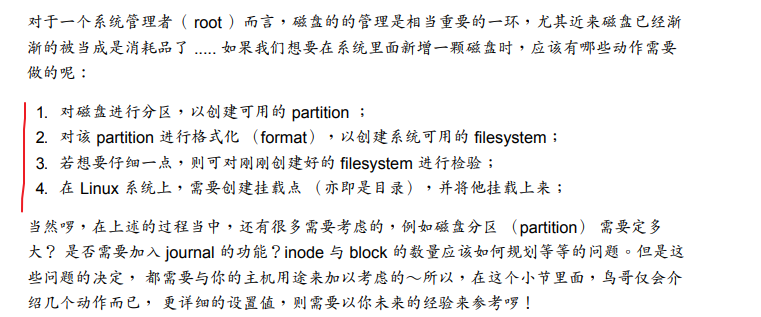 对于一个系统管理者（ root ）而言，磁盘的的管理是相当重要的一环，尤其近来磁盘已经渐
渐的被当成是消耗品了 ..... 如果我们想要在系统里面新增一颗磁盘时，应该有哪些动作需要
做的呢：
1. 对磁盘进行分区，以创建可用的 partition ；
2. 对该 partition 进行格式化 （format），以创建系统可用的 filesystem；
3. 若想要仔细一点，则可对刚刚创建好的 filesystem 进行检验；
4. 在 Linux 系统上，需要创建挂载点 （亦即是目录），并将他挂载上来；
当然啰，在上述的过程当中，还有很多需要考虑的，例如磁盘分区 （partition） 需要定多
大？ 是否需要加入 journal 的功能？inode 与 block 的数量应该如何规划等等的问题。但是这
些问题的决定， 都需要与你的主机用途来加以考虑的～所以，在这个小节里面，鸟哥仅会介
绍几个动作而已， 更详细的设置值，则需要以你未来的经验来参考啰！